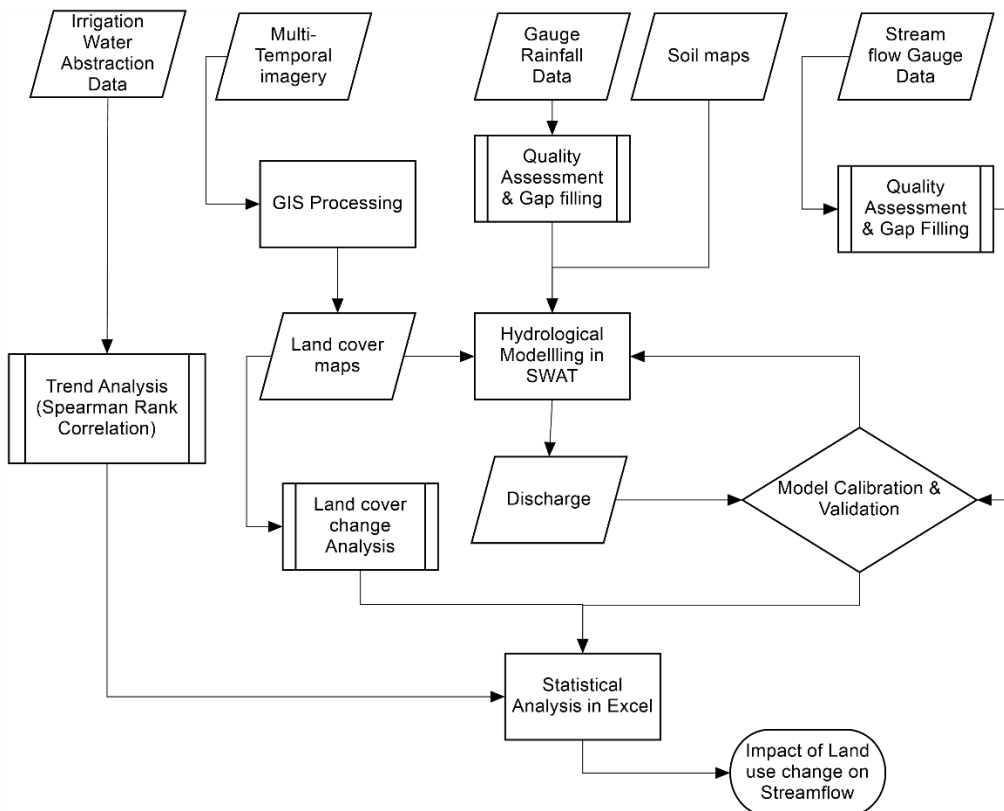 Irrigation
Water
Abstraction
Data
Multi-
Temporal
imagery
Gauge
Rainfall
Data
Soil maps
Stream
flow Gauge
Data
Quality
Assessment
& Gap filling
Quality
Assessment
& Gap Filling
GIS Processing
Land cover
maps
Hydrological
Modellling in
SWAT
Trend Analysis
(Spearman Rank
Correlation)
Discharge
Model Calibration &
Validation
Land cover
change
Analysis
Statistical
Analysis in Excel
Impact of Land
use change on
Streamflow